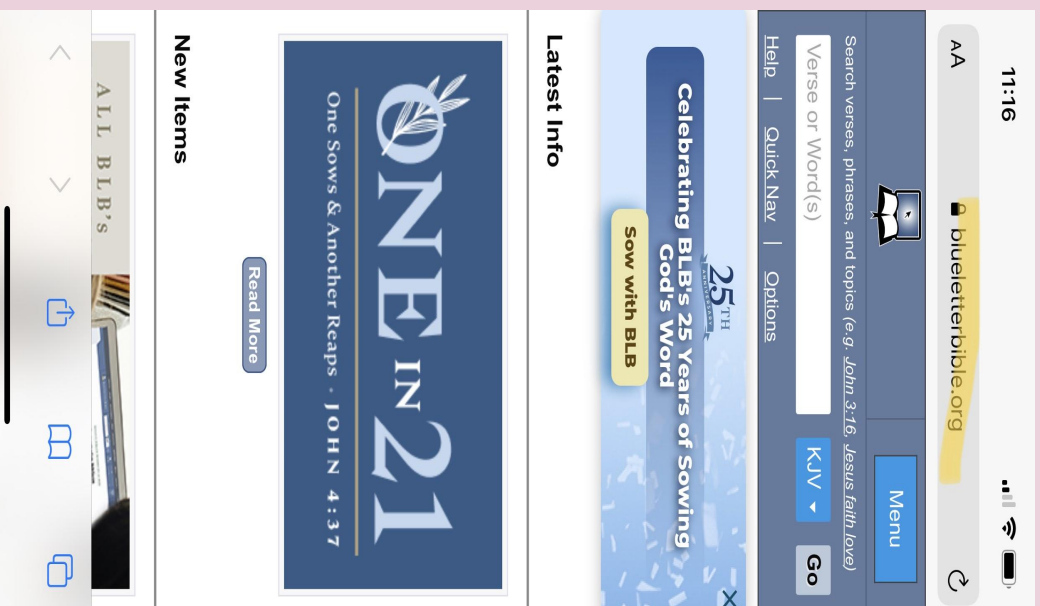 11:16
AA blueletterbible.org
Menu
Search verses, phrases, and topics (e.g. John 3:16, Jesus faith love)
Verse or Word(s) KJV Go
Help | Quick Nav | Options
25TH
ANNIVERSARY
Celebrating BLB's 25 Years of Sowing
God's Word
Sow with BLB
Latest Info
ONE IN 21
One Sows & Another Reaps · JOHN 4:37
Read More
New Items
ALL BLB's